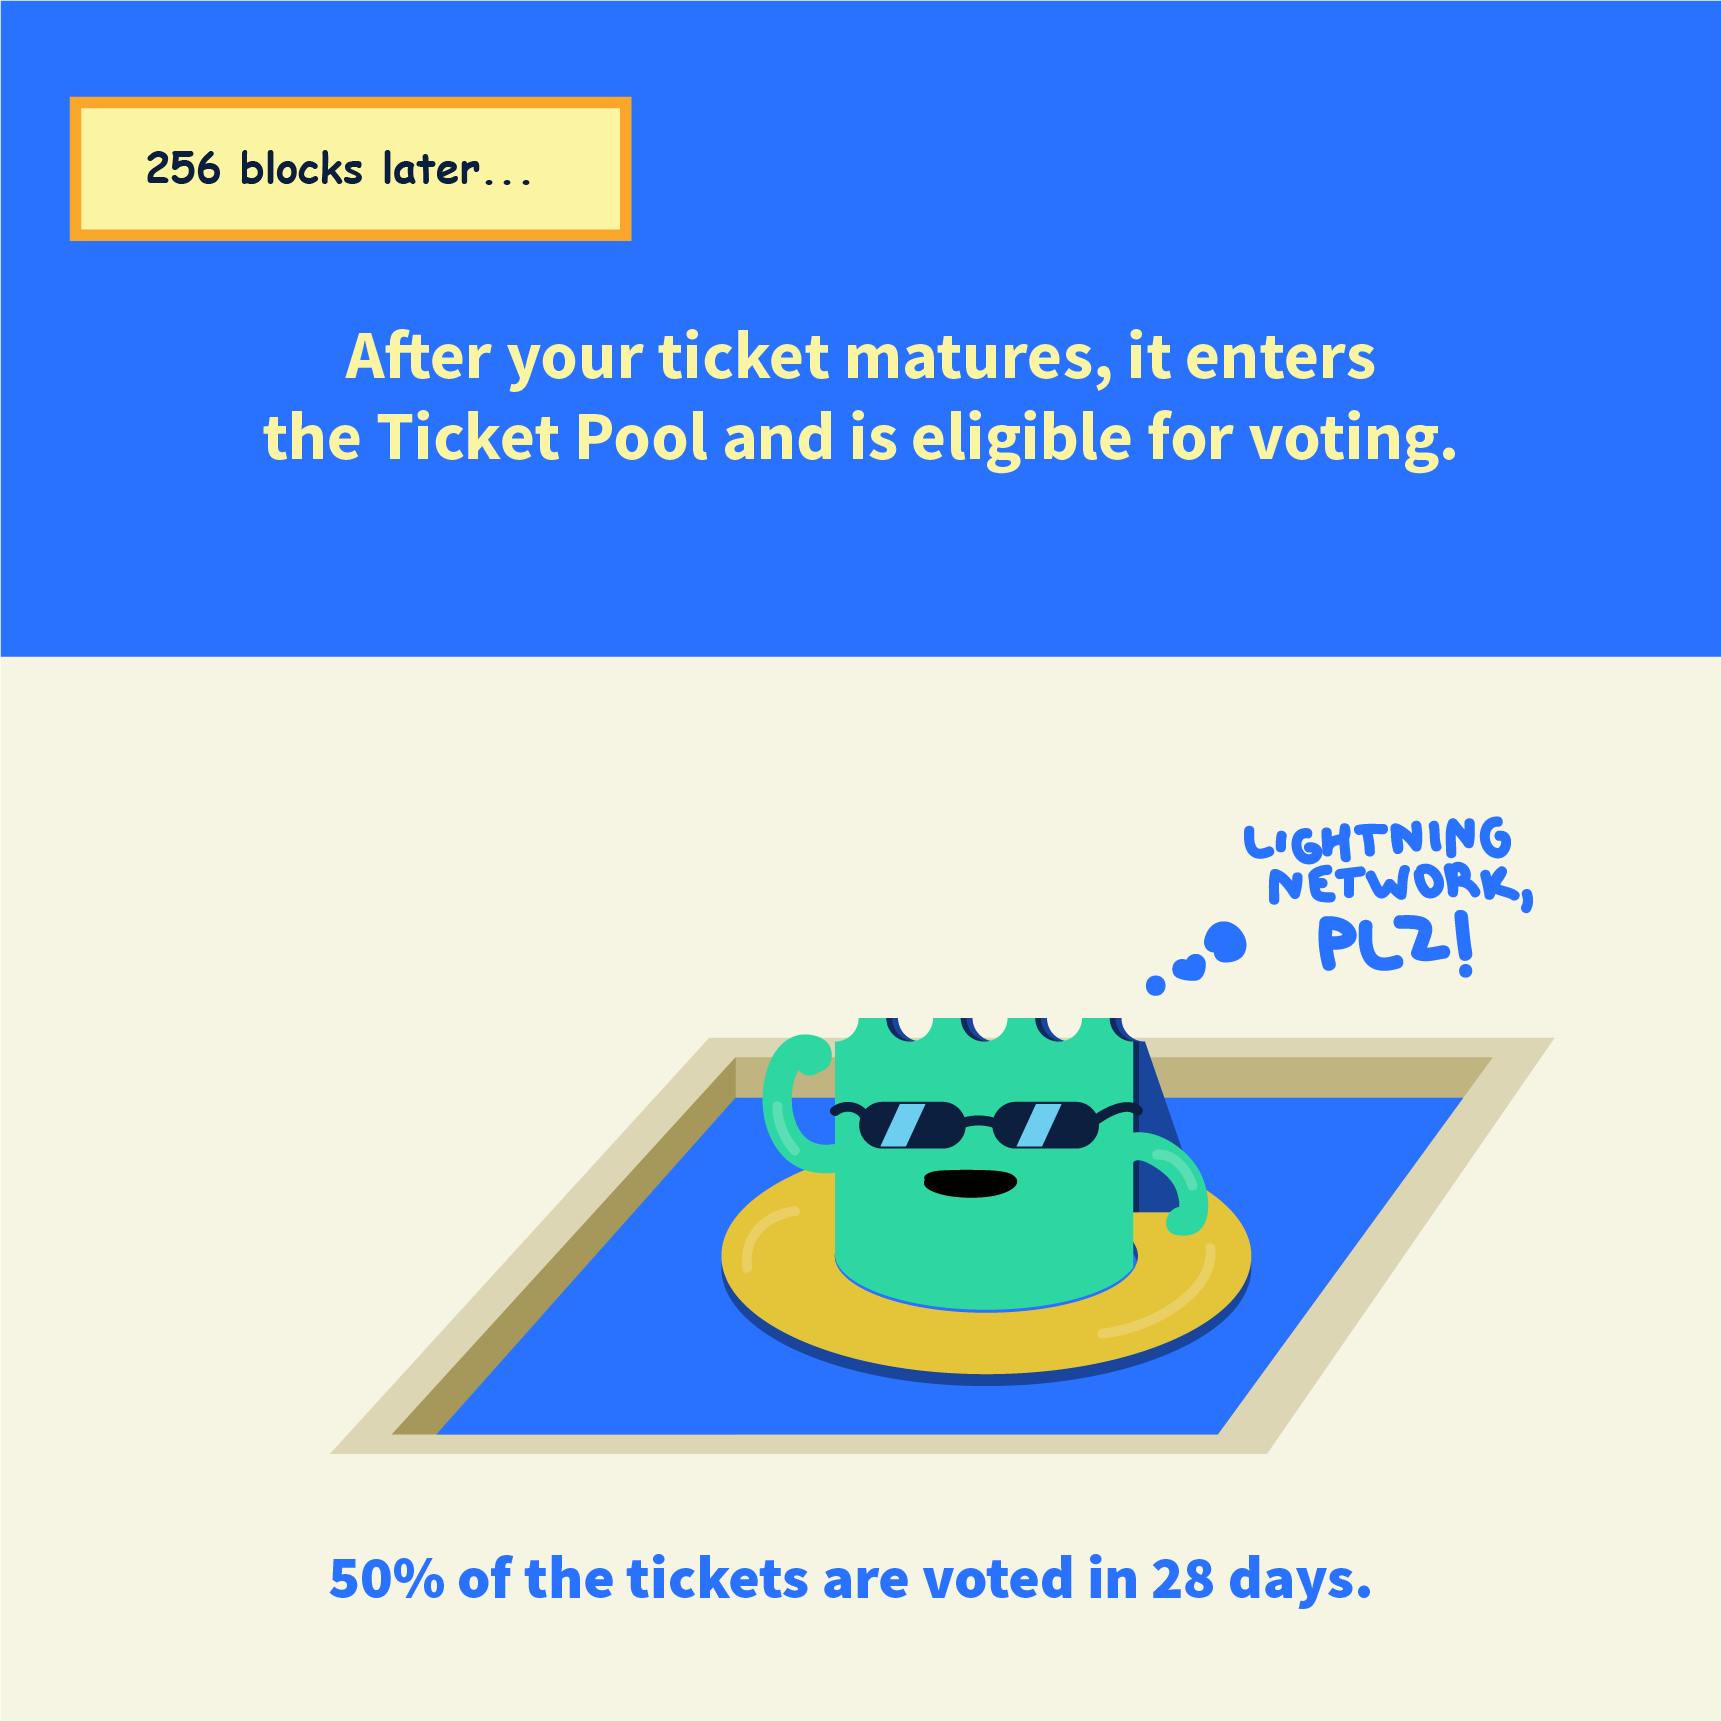 256 blocks later...
After your ticket matures, it enters
the Ticket Pool and is eligible for voting.
LIGHTNING
NETWORK,
PLZ!
50% of the tickets are voted in 28 days.